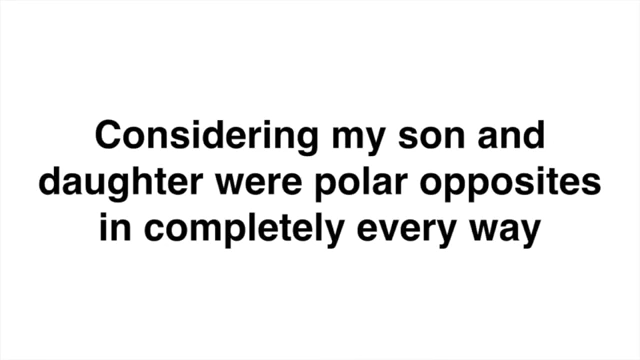 Considering my son and
daughter were polar opposites
in completely every way